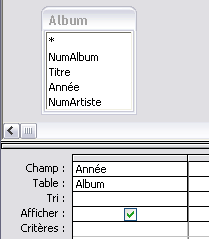 Album
*
NumAlbum
Titre
Année
NumArtiste
Champ : Année
Table : Album
Tri :
Afficher :
Critères :